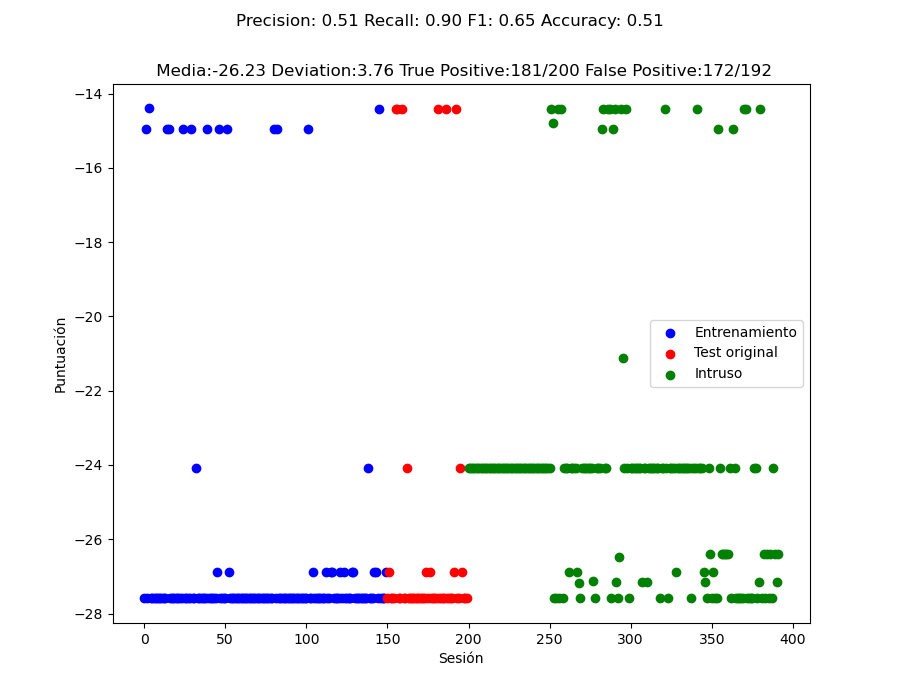 Precision: 0.51 Recall: 0.90 F1: 0.65 Accuracy: 0.51
Media:-26.23 Deviation:3.76 True Positive:181/200 False Positive:172/192
−14
−16
−18
−20
−22
−24
−26
−28
Puntuación
Entrenamiento
Test original
Intruso
0 50 100 150 200 250 300 350 400
Sesión